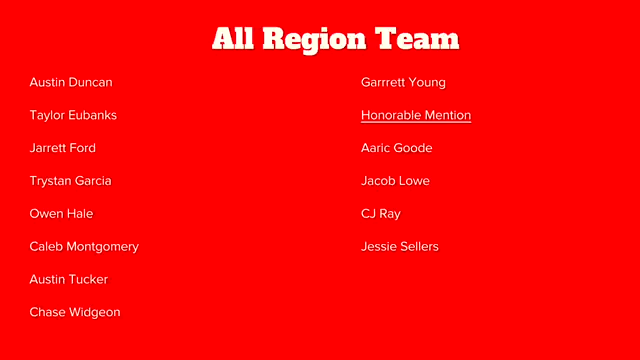 All Region Team
Austin Duncan
Taylor Eubanks
Jarrett Ford
Trystan Garcia
Owen Hale
Caleb Montgomery
Austin Tucker
Chase Widgeon
Garrrett Young
Honorable Mention
Aaric Goode
Jacob Lowe
CJ Ray
Jessie Sellers